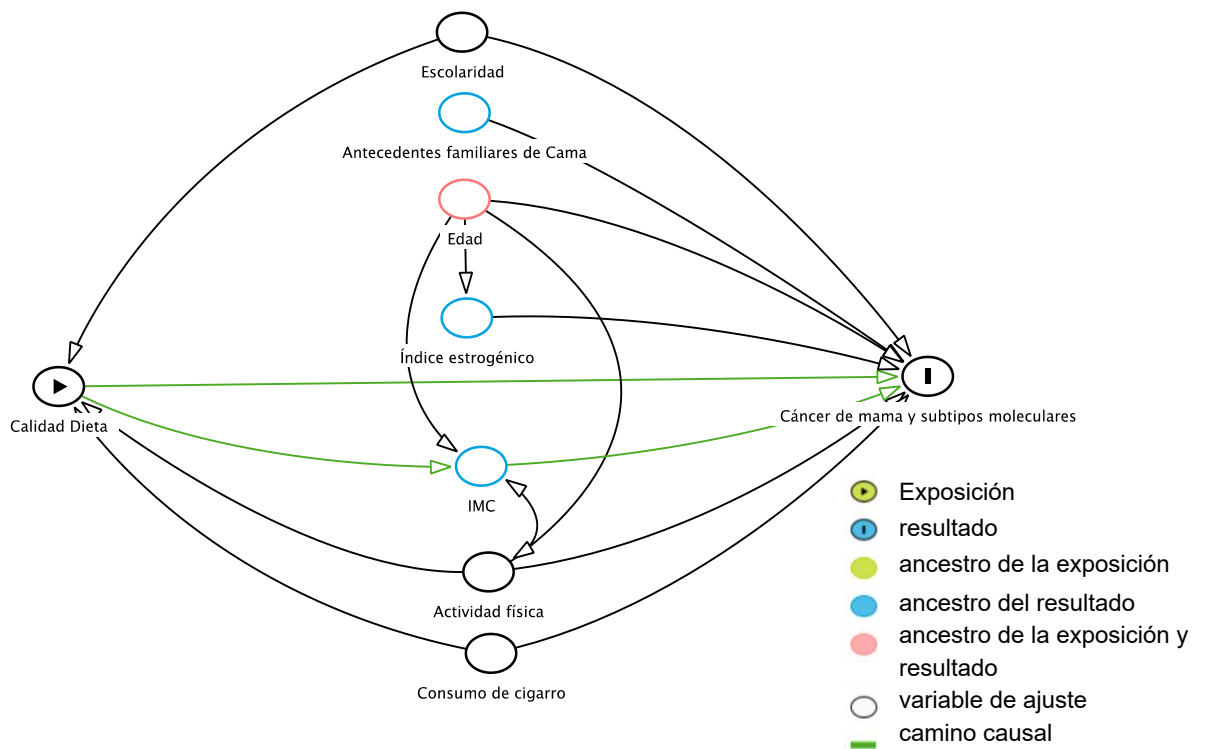 Escolaridad
Antecedentes familiares de Cama
Edad
Índice estrogénico
Calidad Dieta
Cáncer de mama y subtipos moleculares
IMC
Actividad física
Consumo de cigarro
Exposición
resultado
ancestro de la exposición
ancestro del resultado
ancestro de la exposición y
resultado
variable de ajuste
camino causal